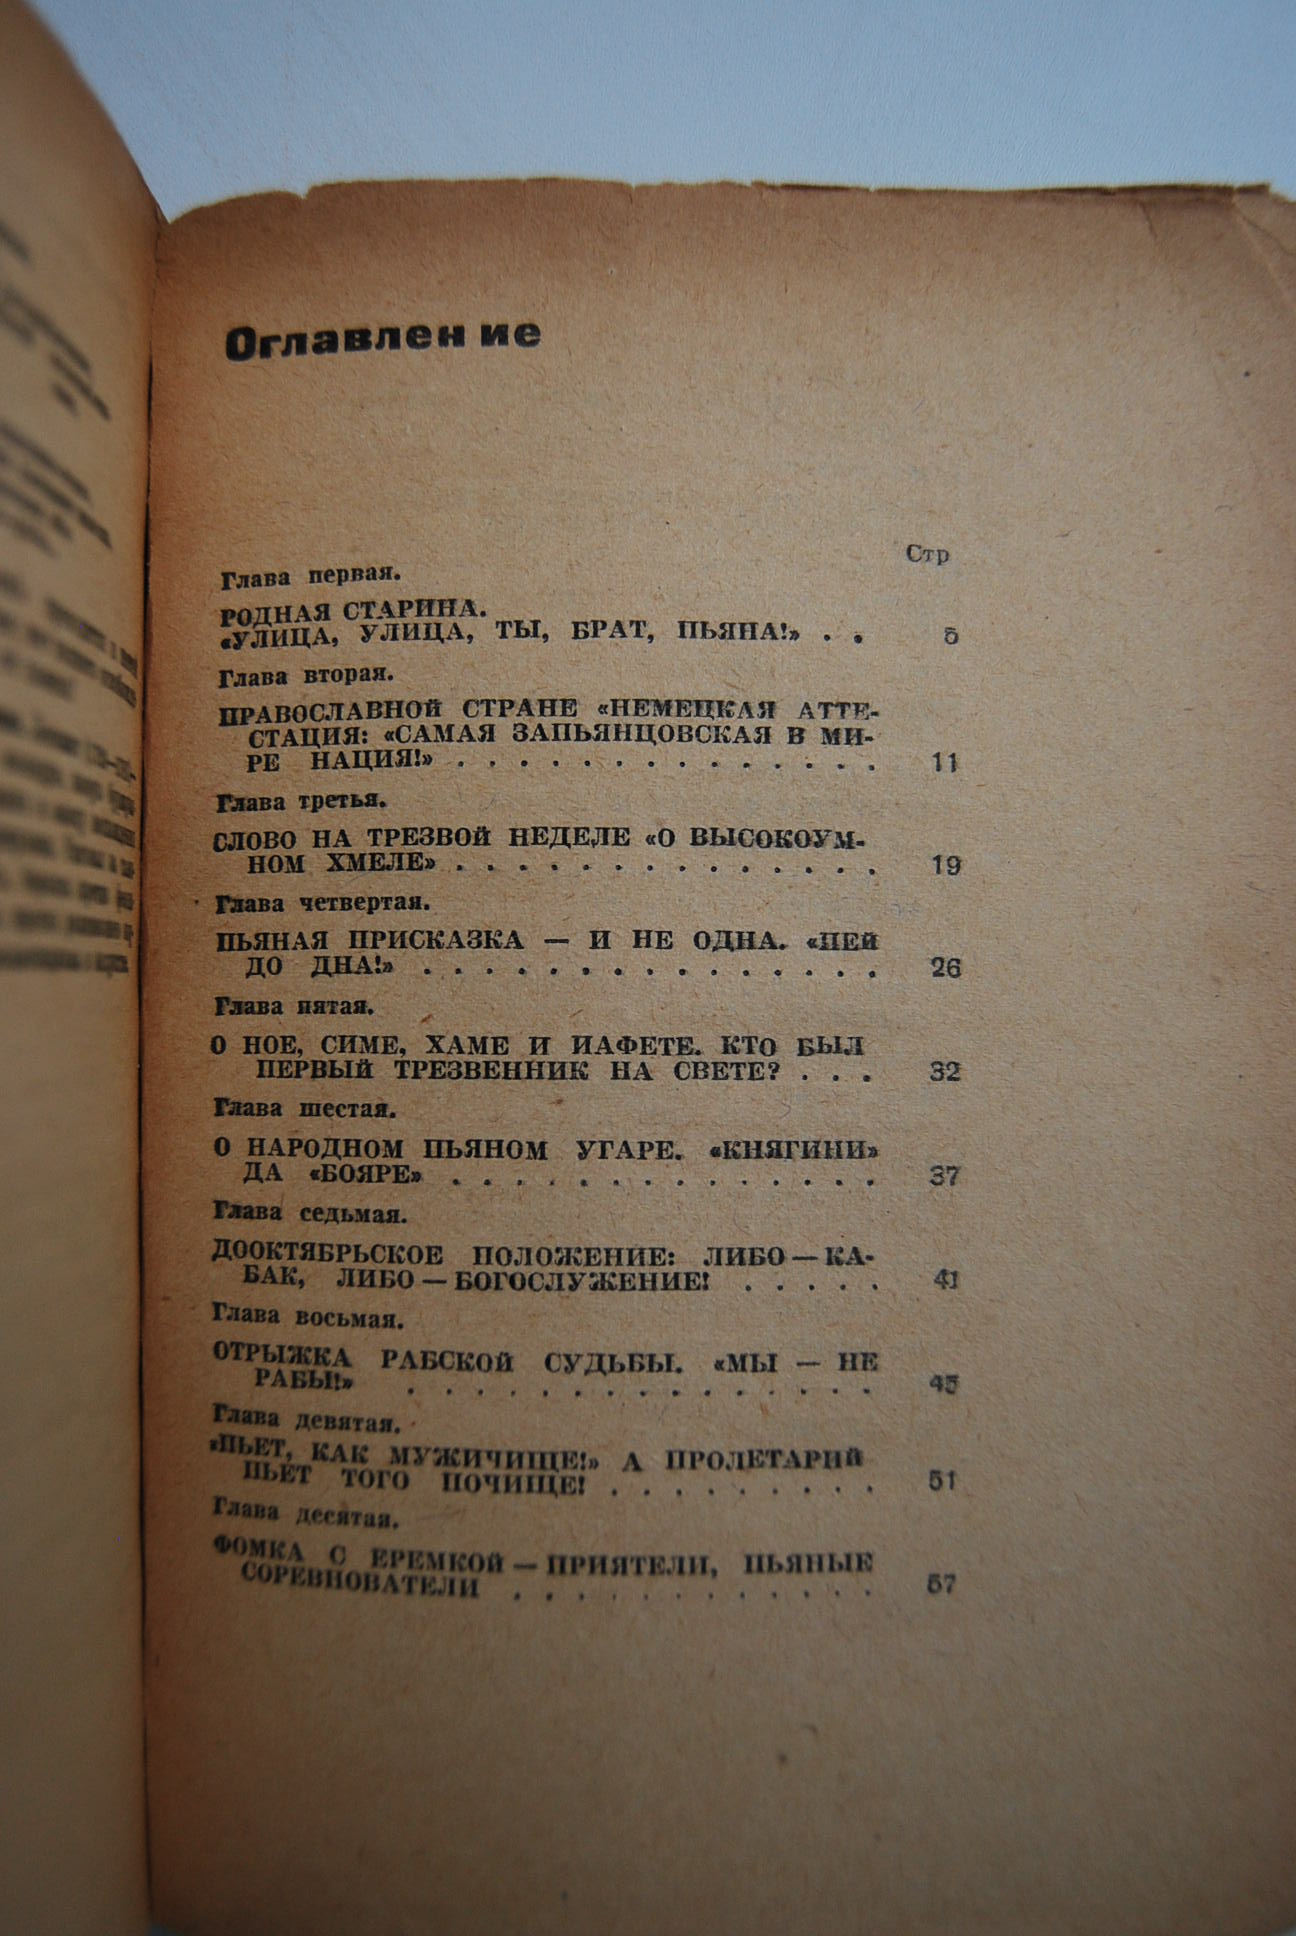 Оглавление
Стр
Глава первая.
РОДНАЯ СТАРИНА.
«УЛИЦА, УЛИЦА, ТЫ, БРАТ, ПЬЯНА!» . . 5
Глава вторая.
ПРАВОСЛАВНОЙ СТРАНЕ «НЕМЕЦКАЯ АТТЕ-
СТАЦИЯ: «САМАЯ ЗАПЬЯНЦОВСКАЯ В МИ-
РЕ НАЦИЯ!» . . . . . . . . . . . . . . 11
Глава третья.
СЛОВО НА ТРЕЗВОЙ НЕДЕЛЕ «О ВЫСОКОУМ-
НОМ ХМЕЛЕ» . . . . . . . . . . . . . . 19
Глава четвертая.
ПЬЯНАЯ ПРИСКАЗКА — И НЕ ОДНА. «ПЕЙ
ДО ДНА!» . . . . . . . . . . . . . . . 26
Глава пятая.
О НОЕ, СИМЕ, ХАМЕ И ИАФЕТЕ. КТО БЫЛ
ПЕРВЫЙ ТРЕЗВЕННИК НА СВЕТЕ? . . . 32
Глава шестая.
О НАРОДНОМ ПЬЯНОМ УГАРЕ. «КНЯГИНИ»
ДА «БОЯРЕ» . . . . . . . . . . . . . . 37
Глава седьмая.
ДООКТЯБРЬСКОЕ ПОЛОЖЕНИЕ: ЛИБО — КА-
БАК, ЛИБО — БОГОСЛУЖЕНИЕ! . . . . . 41
Глава восьмая.
ОТРЫЖКА РАБСКОЙ СУДЬБЫ. «МЫ — НЕ
РАБЫ!» . . . . . . . . . . . . . . . 45
Глава девятая.
«ПЬЕТ, КАК МУЖИЧИЩЕ!» А ПРОЛЕТАРИЙ
ПЬЕТ ТОГО ПОЧИЩЕ! . . . . . . . . . 51
Глава десятая.
ФОМКА С ЕРЕМКОЙ — ПРИЯТЕЛИ, ПЬЯНЫЕ
СОРЕВНОВАТЕЛИ . . . . . . . . . . . . 57